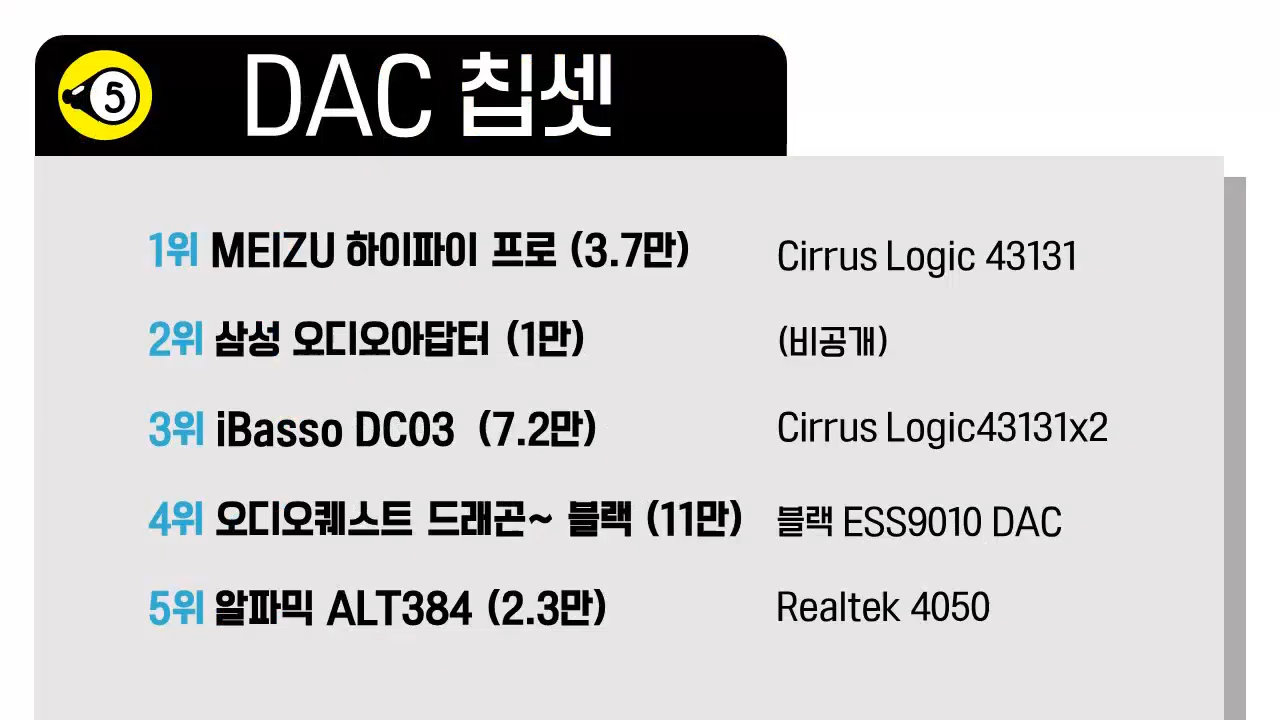 5
DAC 칩셋
1위 MEIZU 하이파이 프로 (3.7만) Cirrus Logic 43131
2위 삼성 오디오아답터 (1만) (비공개)
3위 iBasso DC03 (7.2만) Cirrus Logic43131x2
4위 오디오퀘스트 드래곤~ 블랙 (11만) 블랙 ESS9010 DAC
5위 알파믹 ALT384 (2.3만) Realtek 4050